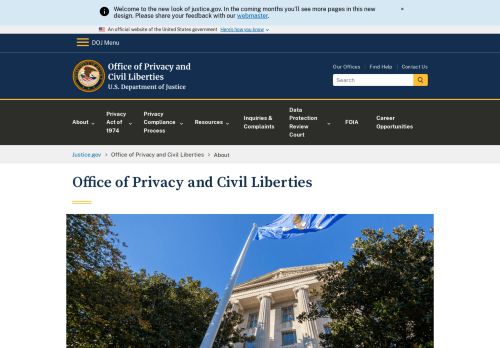 Welcome to the new look of justice.gov. In the coming months you'll see more pages in this new
design. Please share your feedback with our webmaster.
An official website of the United States government Here's how you know
DOJ Menu
Office of Privacy and
Civil Liberties
U.S. Department of Justice
Our Offices Find Help Contact Us
Search
About
Privacy
Act of
1974
Privacy
Compliance
Process
Resources
Inquiries &
Complaints
Data
Protection
Review
Court
FOIA
Career
Opportunities
Justice.gov > Office of Privacy and Civil Liberties > About
Office of Privacy and Civil Liberties